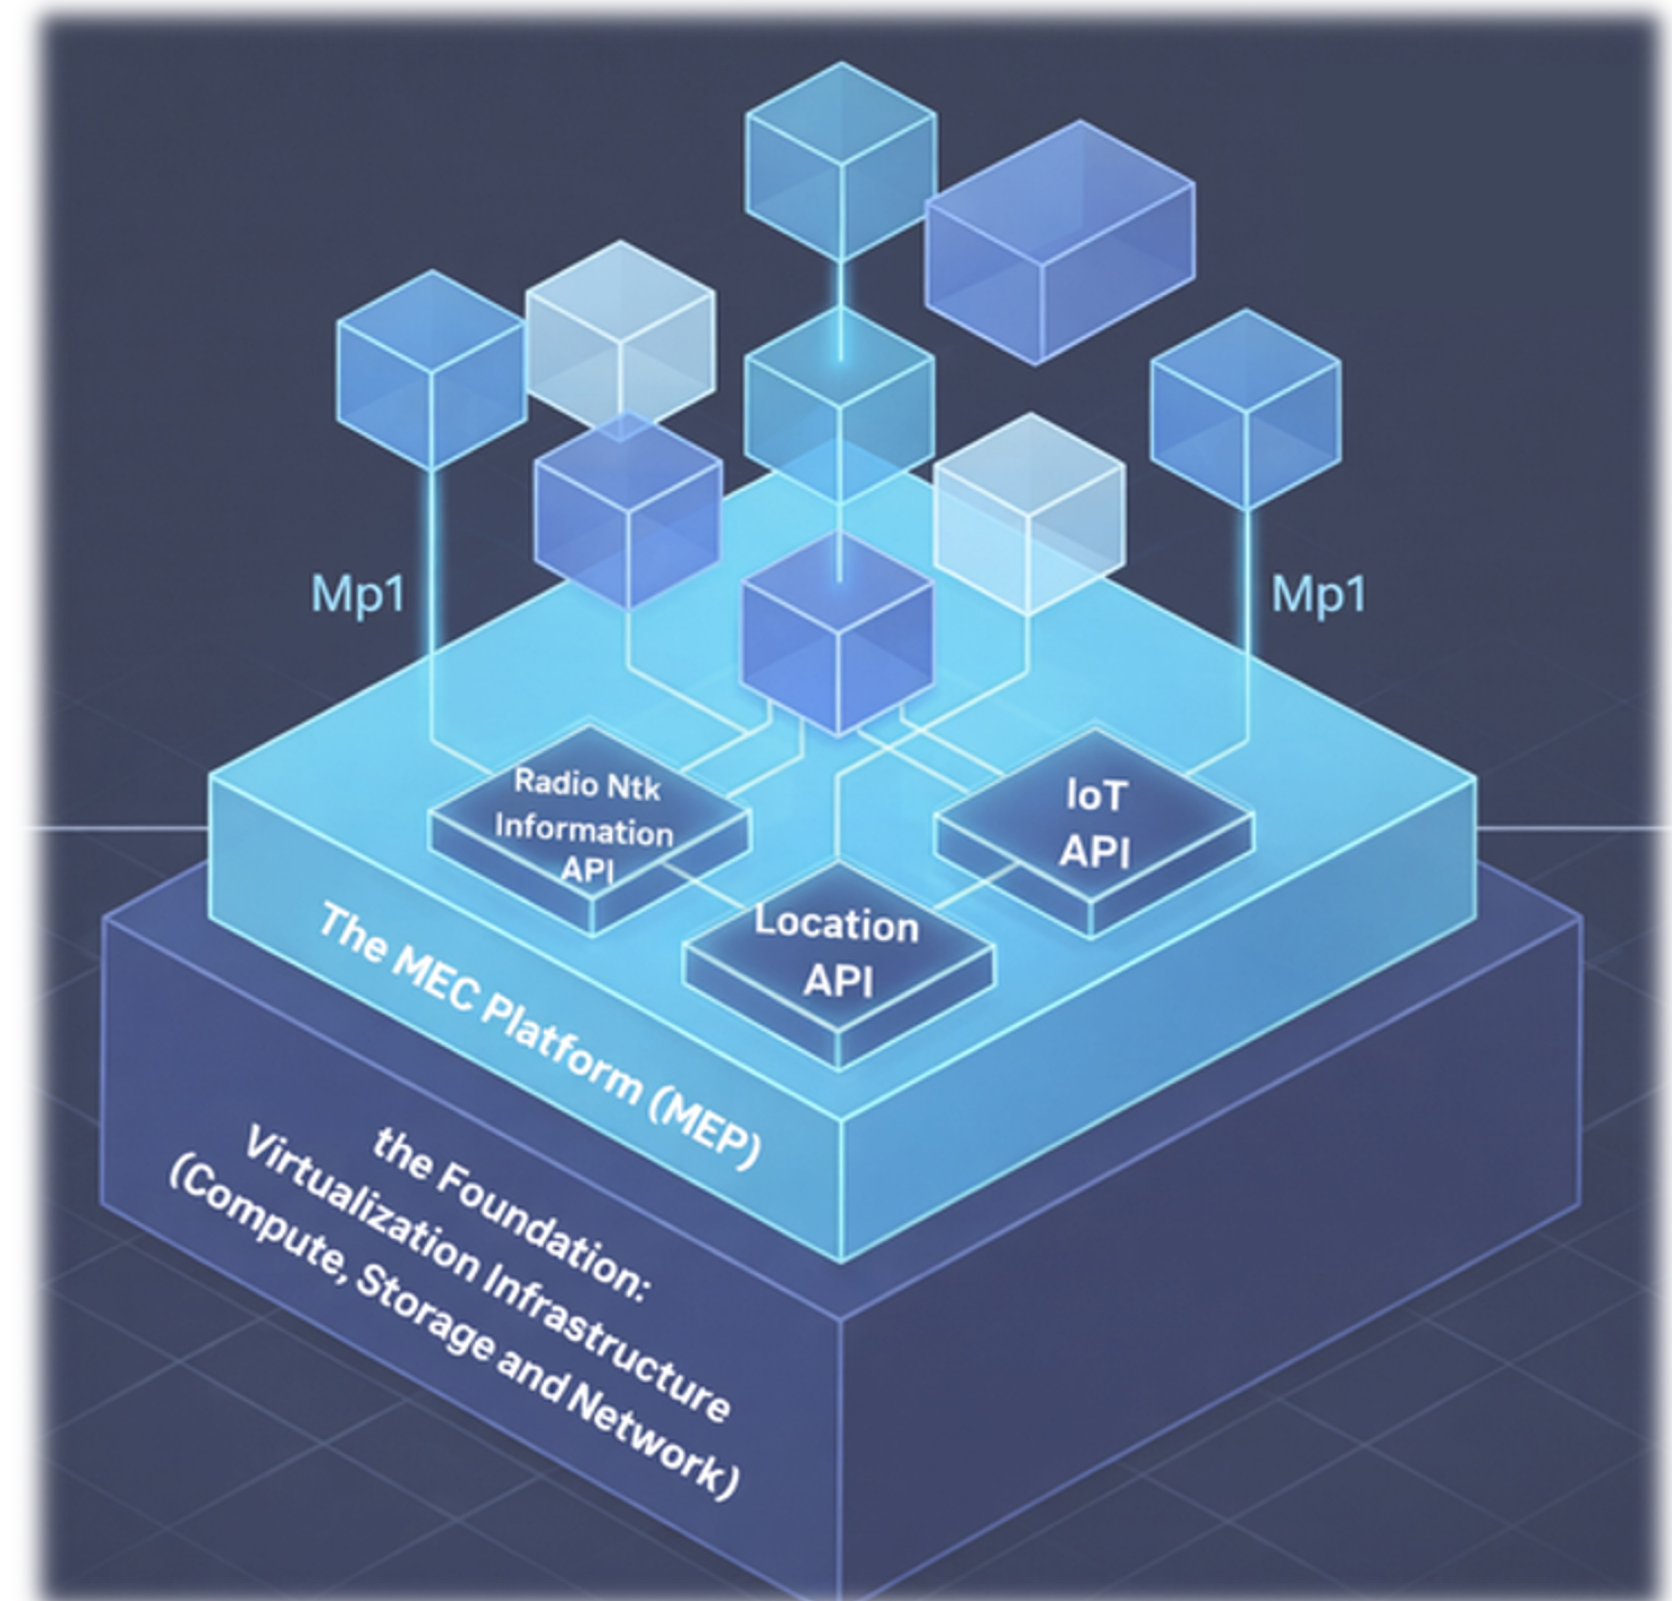 Mp1
Mp1
Radio Ntk
Information
API
IoT
API
Location
API
The MEC Platform (MEP)
the Foundation:
Virtualization Infrastructure
(Compute, Storage and Network)